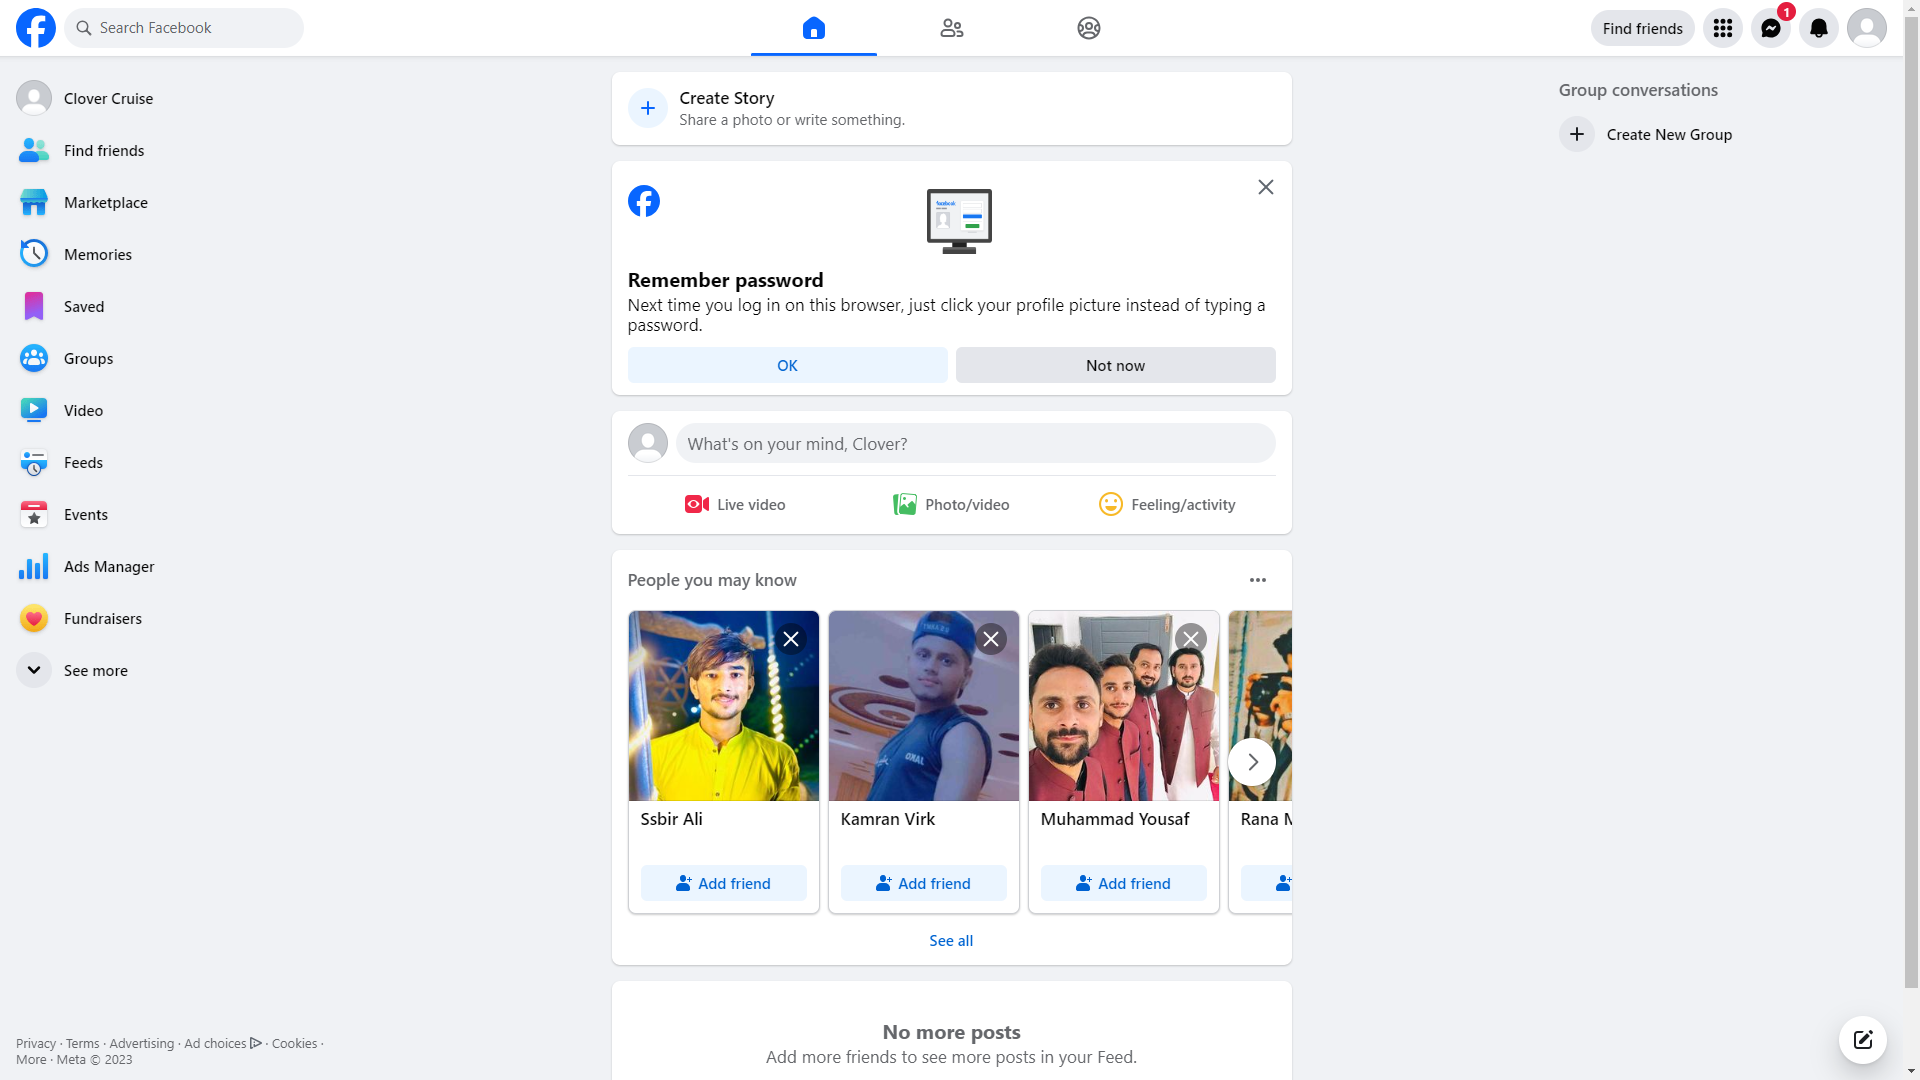 Search Facebook
Find friends
1
Clover Cruise
Find friends
Marketplace
Memories
Saved
Groups
Video
Feeds
Events
Ads Manager
Fundraisers
See more
Privacy · Terms · Advertising · Ad choices · Cookies ·
More · Meta © 2023
Create Story
Share a photo or write something.
facebook
Remember password
Next time you log in on this browser, just click your profile picture instead of typing a
password.
OK
Not now
What's on your mind, Clover?
Live video
Photo/video
Feeling/activity
People you may know
Ssbir Ali
Kamran Virk
Muhammad Yousaf
Rana
Add friend
Add friend
Add friend
See all
No more posts
Add more friends to see more posts in your Feed.
Group conversations
Create New Group